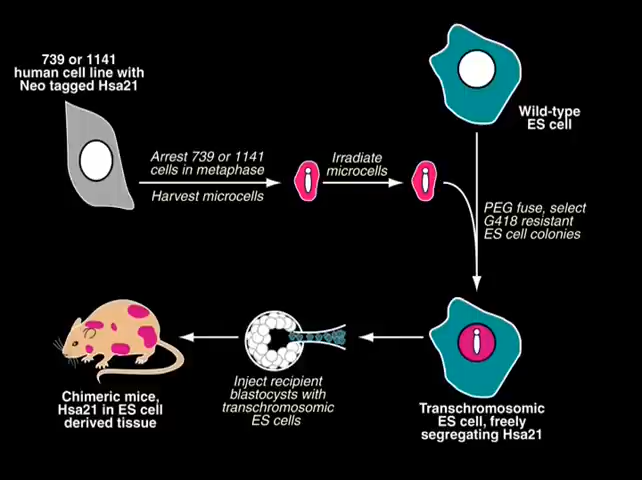 739 or 1141
human cell line with
Neo tagged Hsa21
Wild-type
ES cell
Arrest 739 or 1141
cells in metaphase
Harvest microcells
Irradiate
microcells
PEG fuse, select
G418 resistant
ES cell colonies
Chimeric mice,
Hsa21 in ES cell
derived tissue
Inject recipient
blastocysts with
transchromosomic
ES cells
Transchromosomic
ES cell, freely
segregating Hsa21